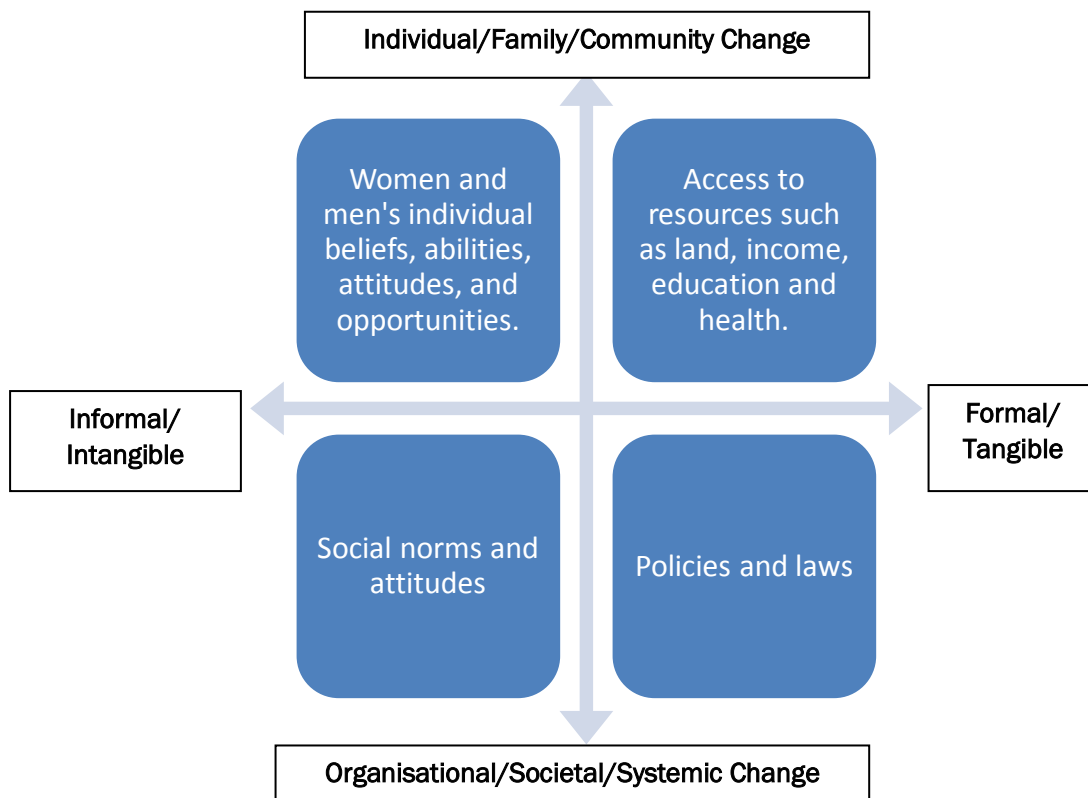 Individual/Family/Community Change
Women and
men's individual
beliefs, abilities,
attitudes, and
opportunities.
Access to
resources such
as land, income,
education and
health.
Informal/
Intangible
Formal/
Tangible
Social norms and
attitudes
Policies and laws
Organisational/Societal/Systemic Change